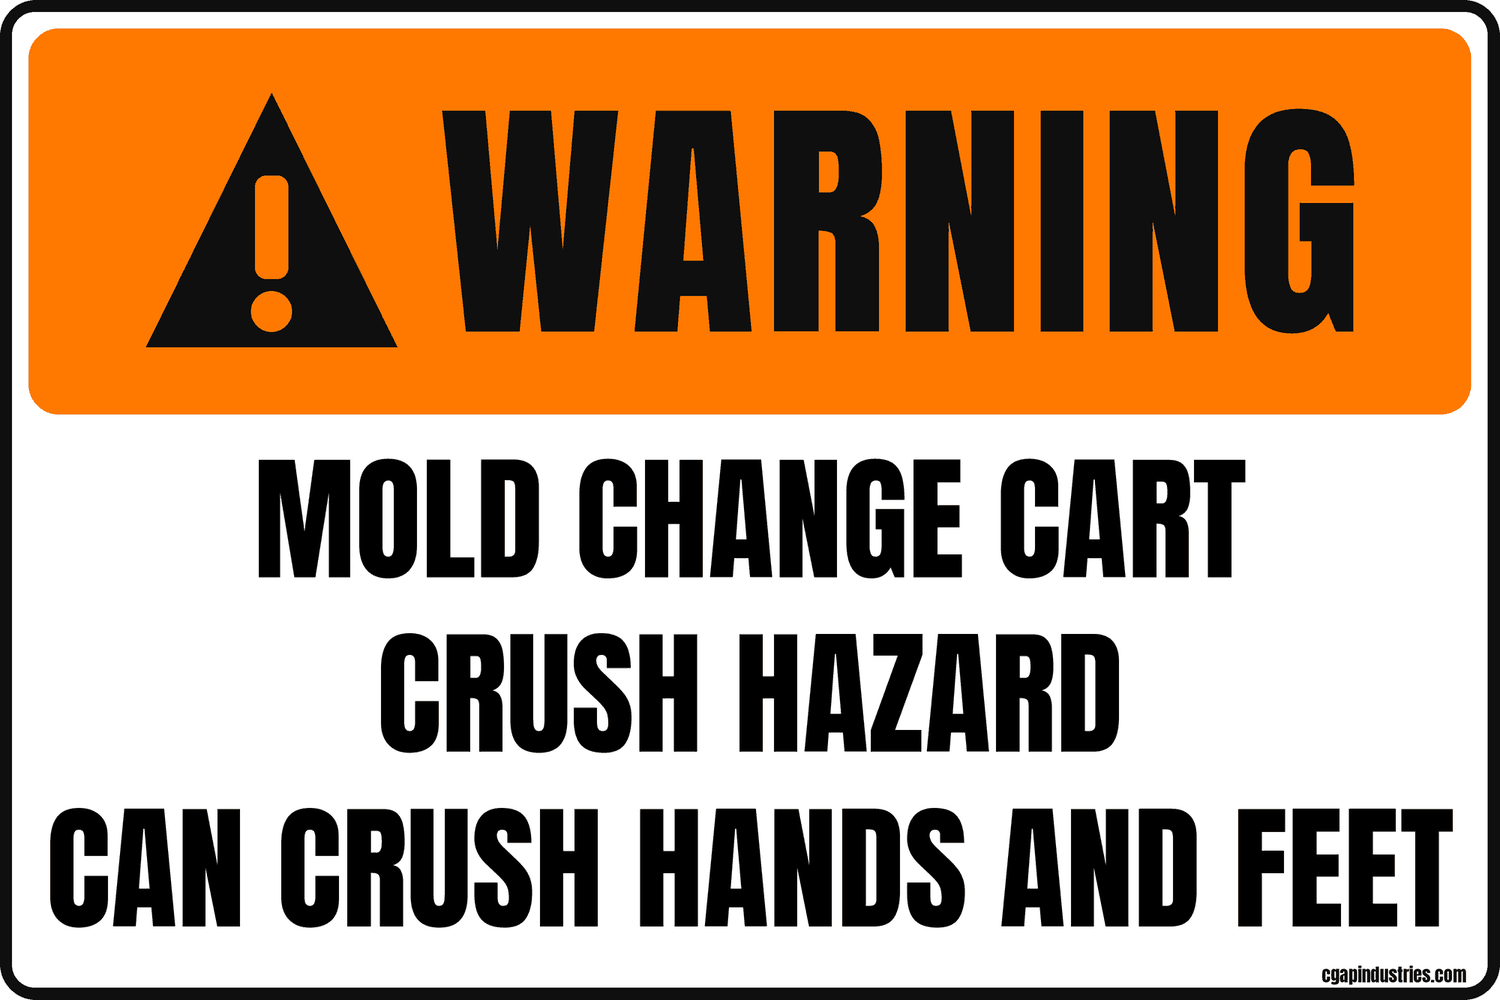 WARNING
MOLD CHANGE CART
CRUSH HAZARD
CAN CRUSH HANDS AND FEET
cgapindustries.com